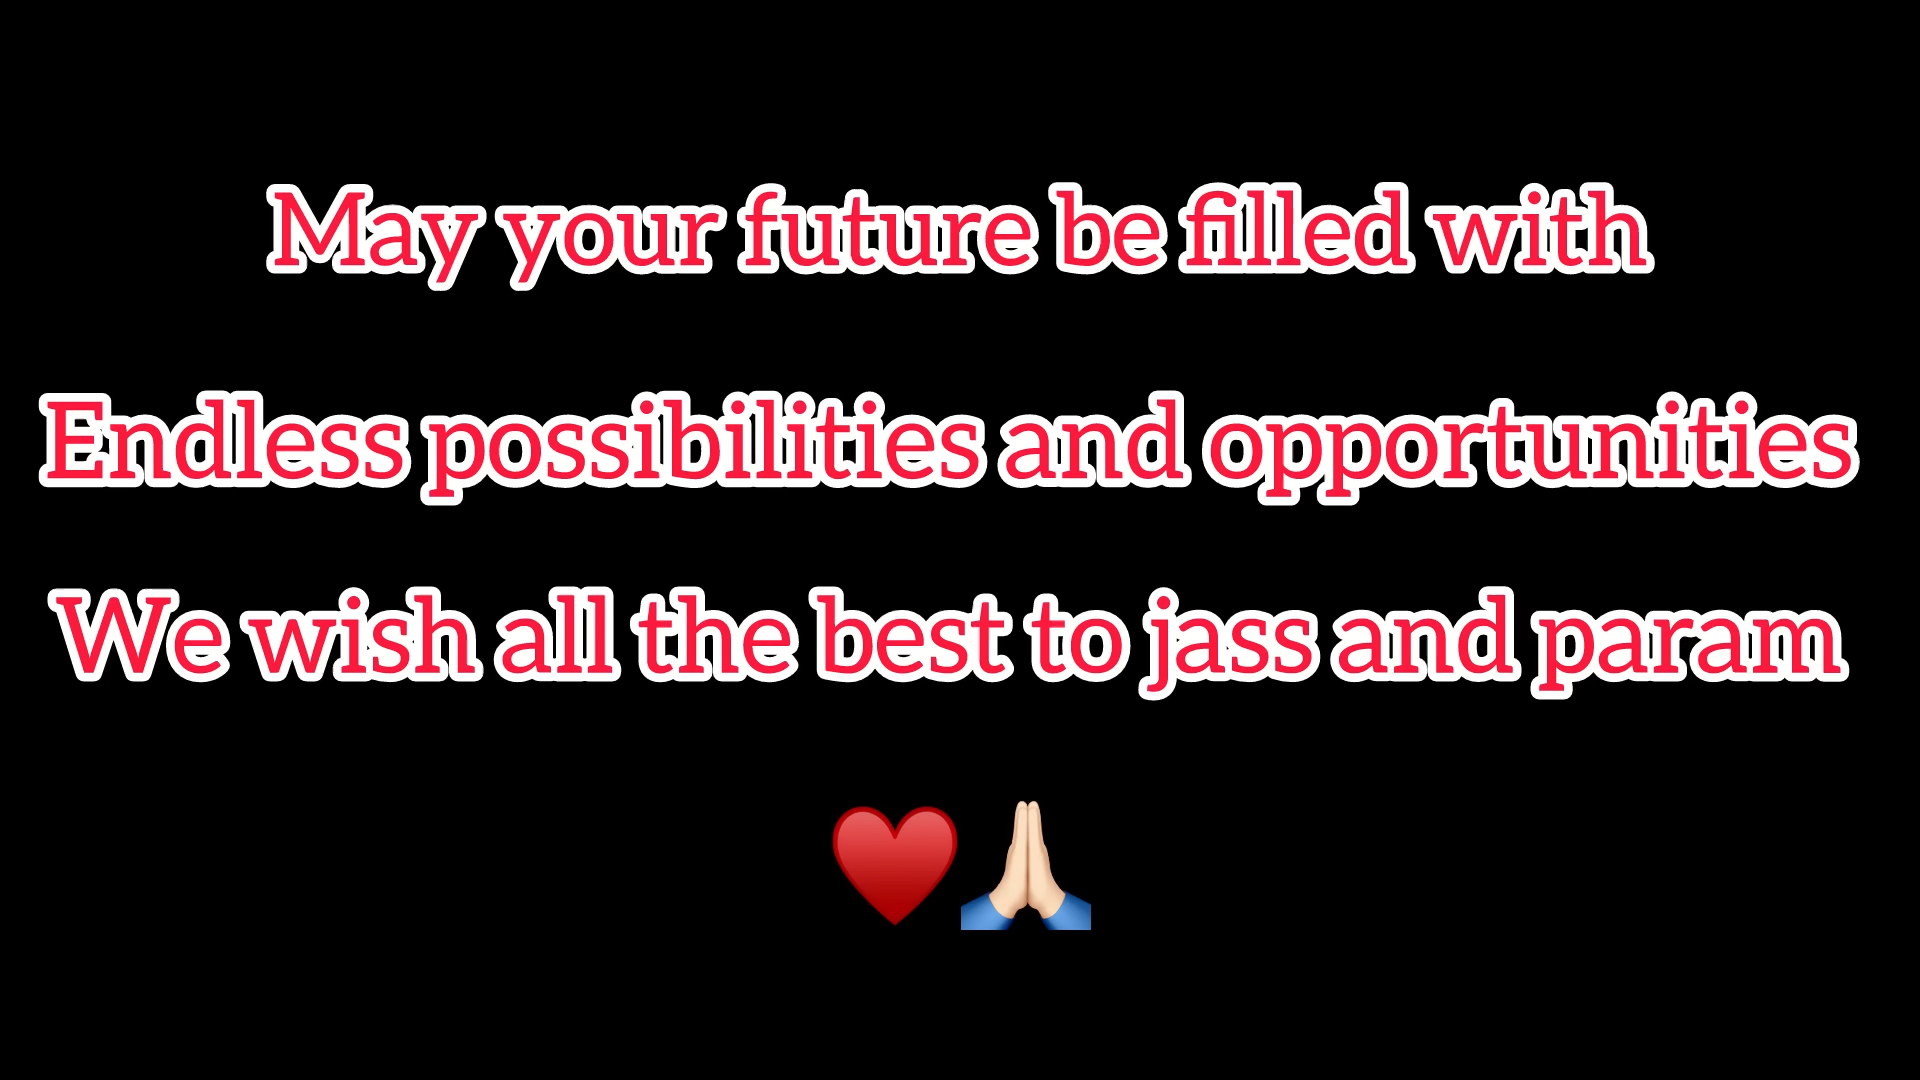 May your future be filled with
Endless possibilities and opportunities
We wish all the best to jass and param
♥️🙏🏻